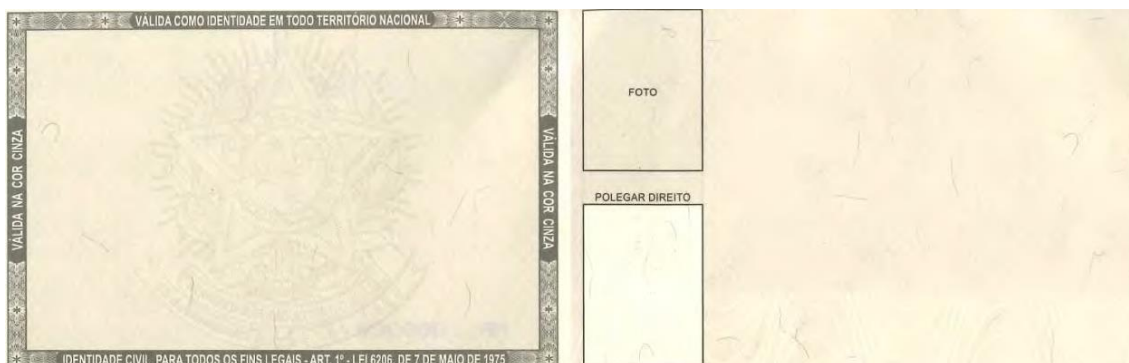 VÁLIDA COMO IDENTIDADE EM TODO TERRITÓRIO NACIONAL
VÁLIDA NA COR CINZA
VÁLIDA NA COR CINZA
IDENTIDADE CIVIL PARA TODOS OS FINS LEGAIS - ART. 1º - LEI 6206, DE 7 DE MAIO DE 1975
FOTO
POLEGAR DIREITO